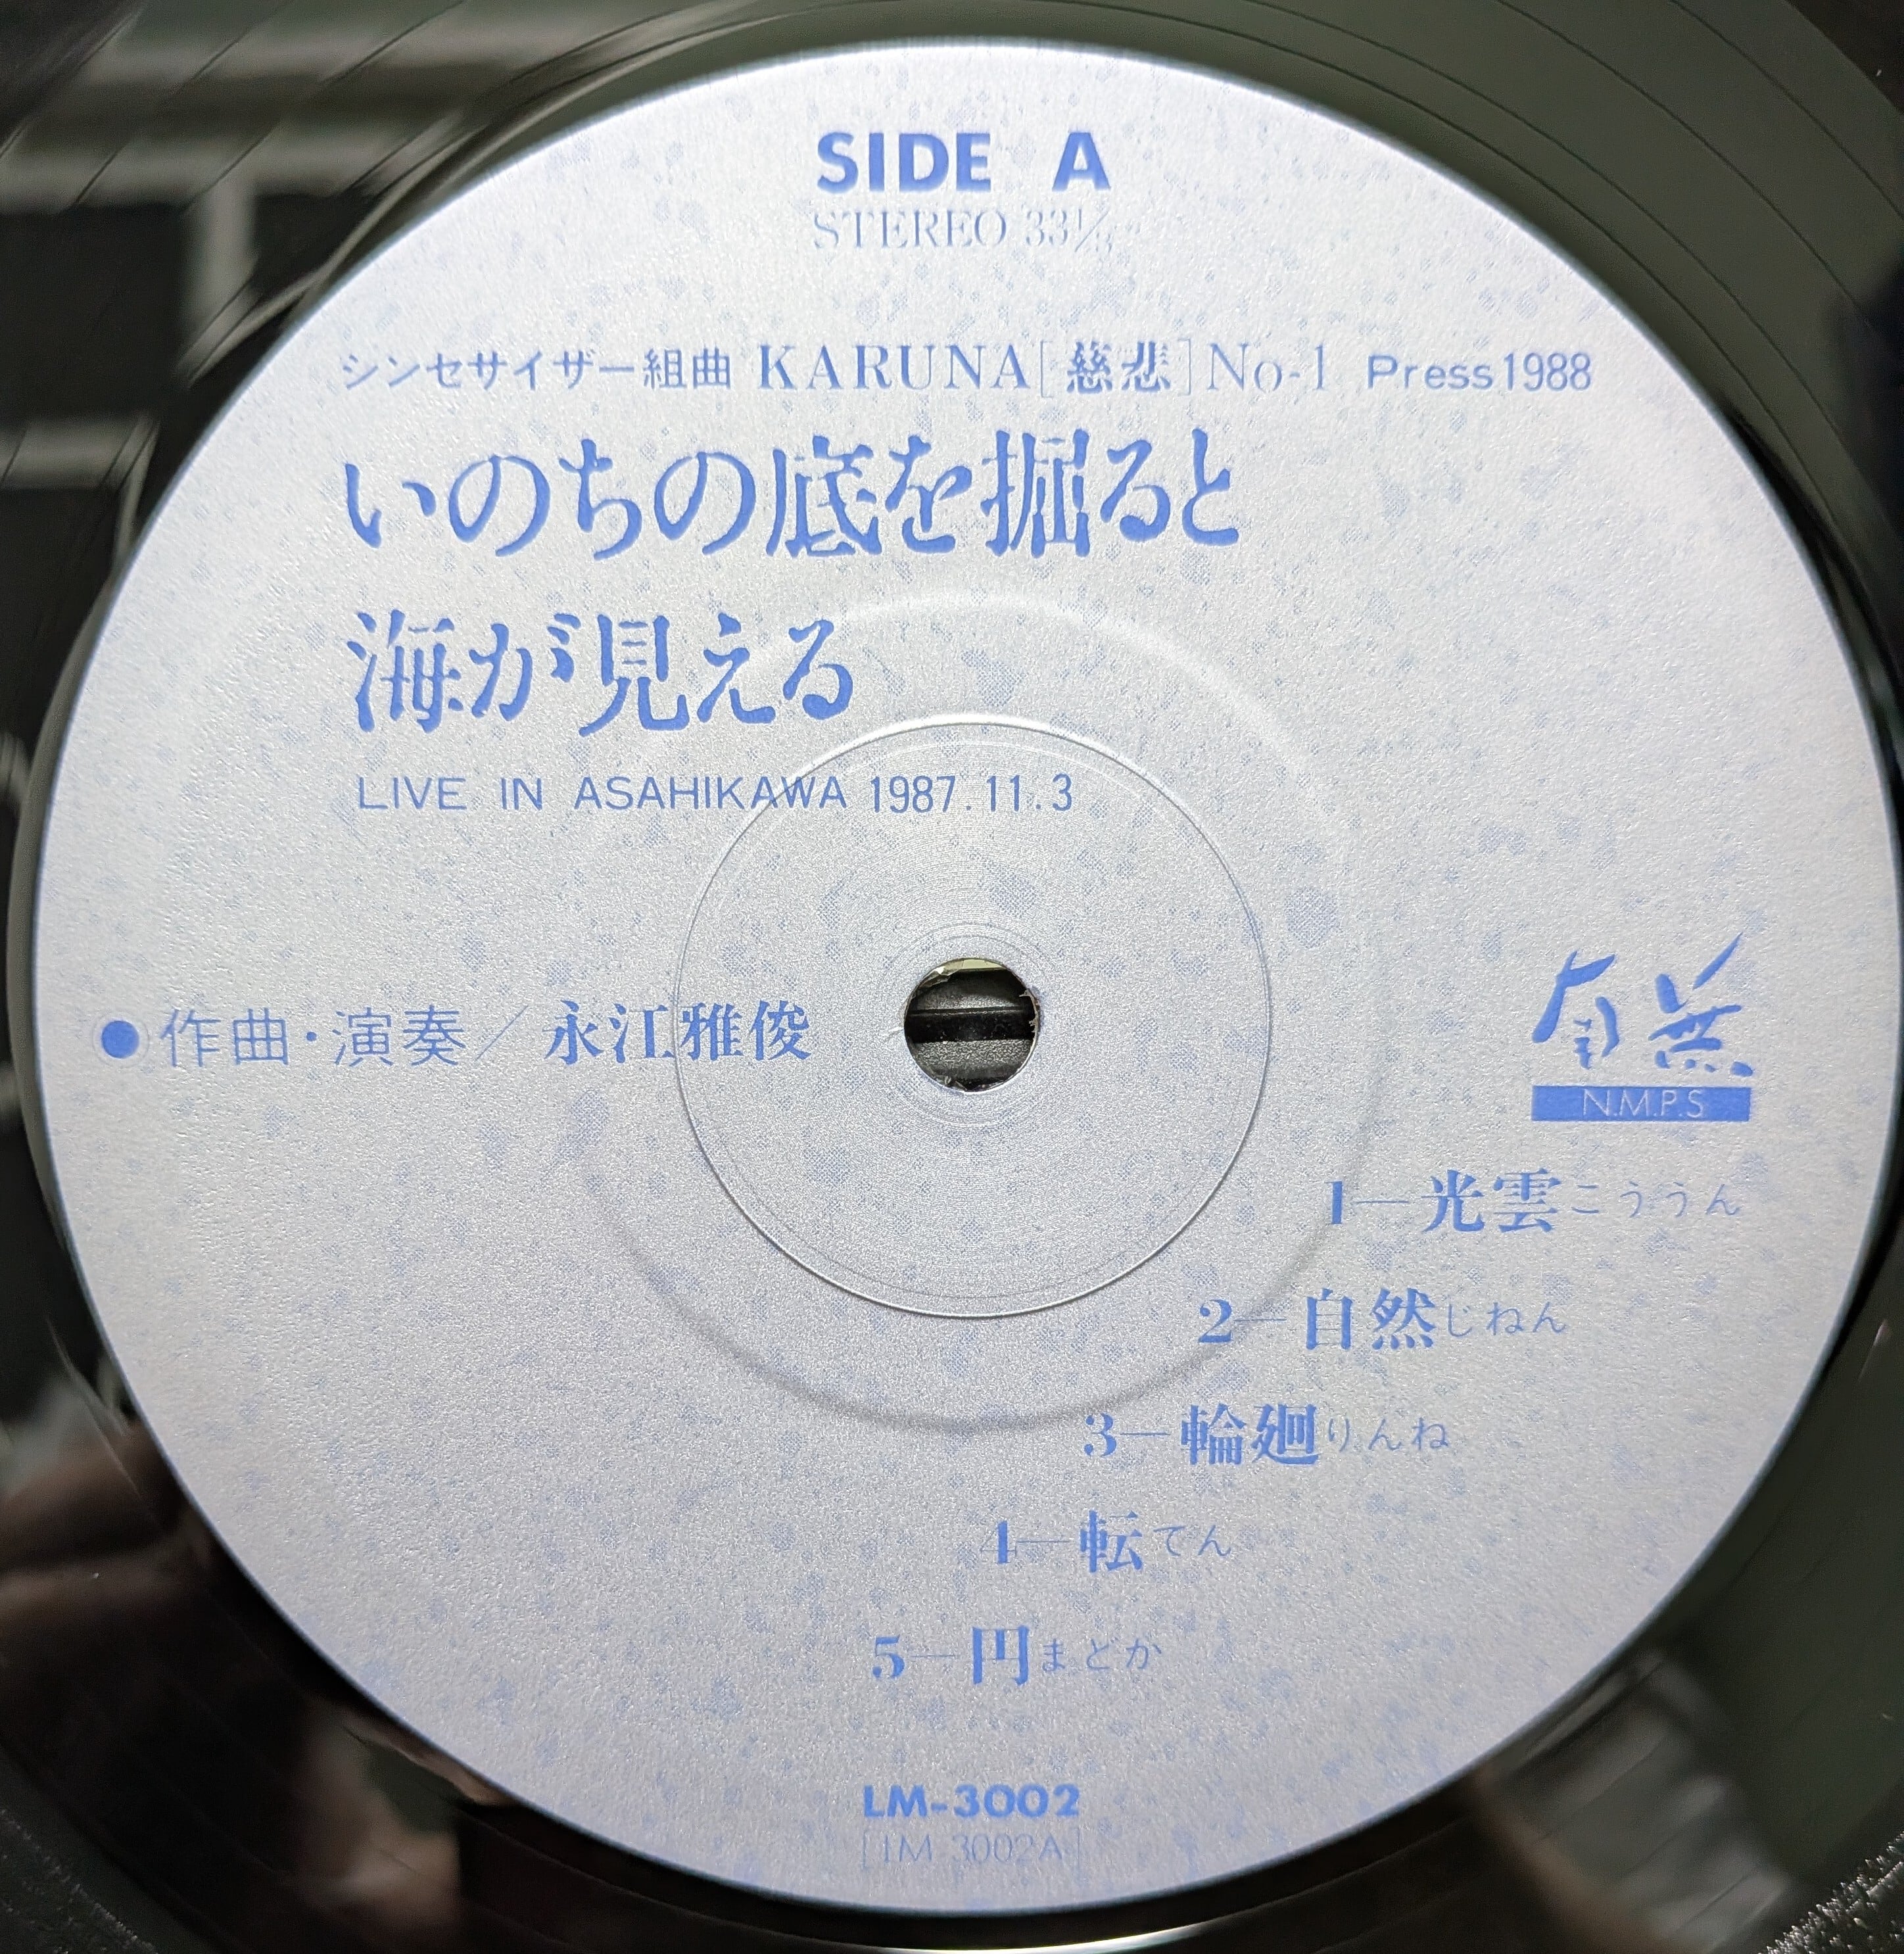 SIDE A
STEREO 33⅓
シンセサイザー組曲 KARUNA[慈悲]No-1 Press1988
いのちの底を掘ると
海が見える
LIVE IN ASAHIKAWA 1987.11.3
●作曲・演奏／永江雅俊
南無
N.M.P.S
1―光雲こううん
2―自然じねん
3―輪廻りんね
4―転てん
5―円まどか
LM-3002
[LM 3002A]